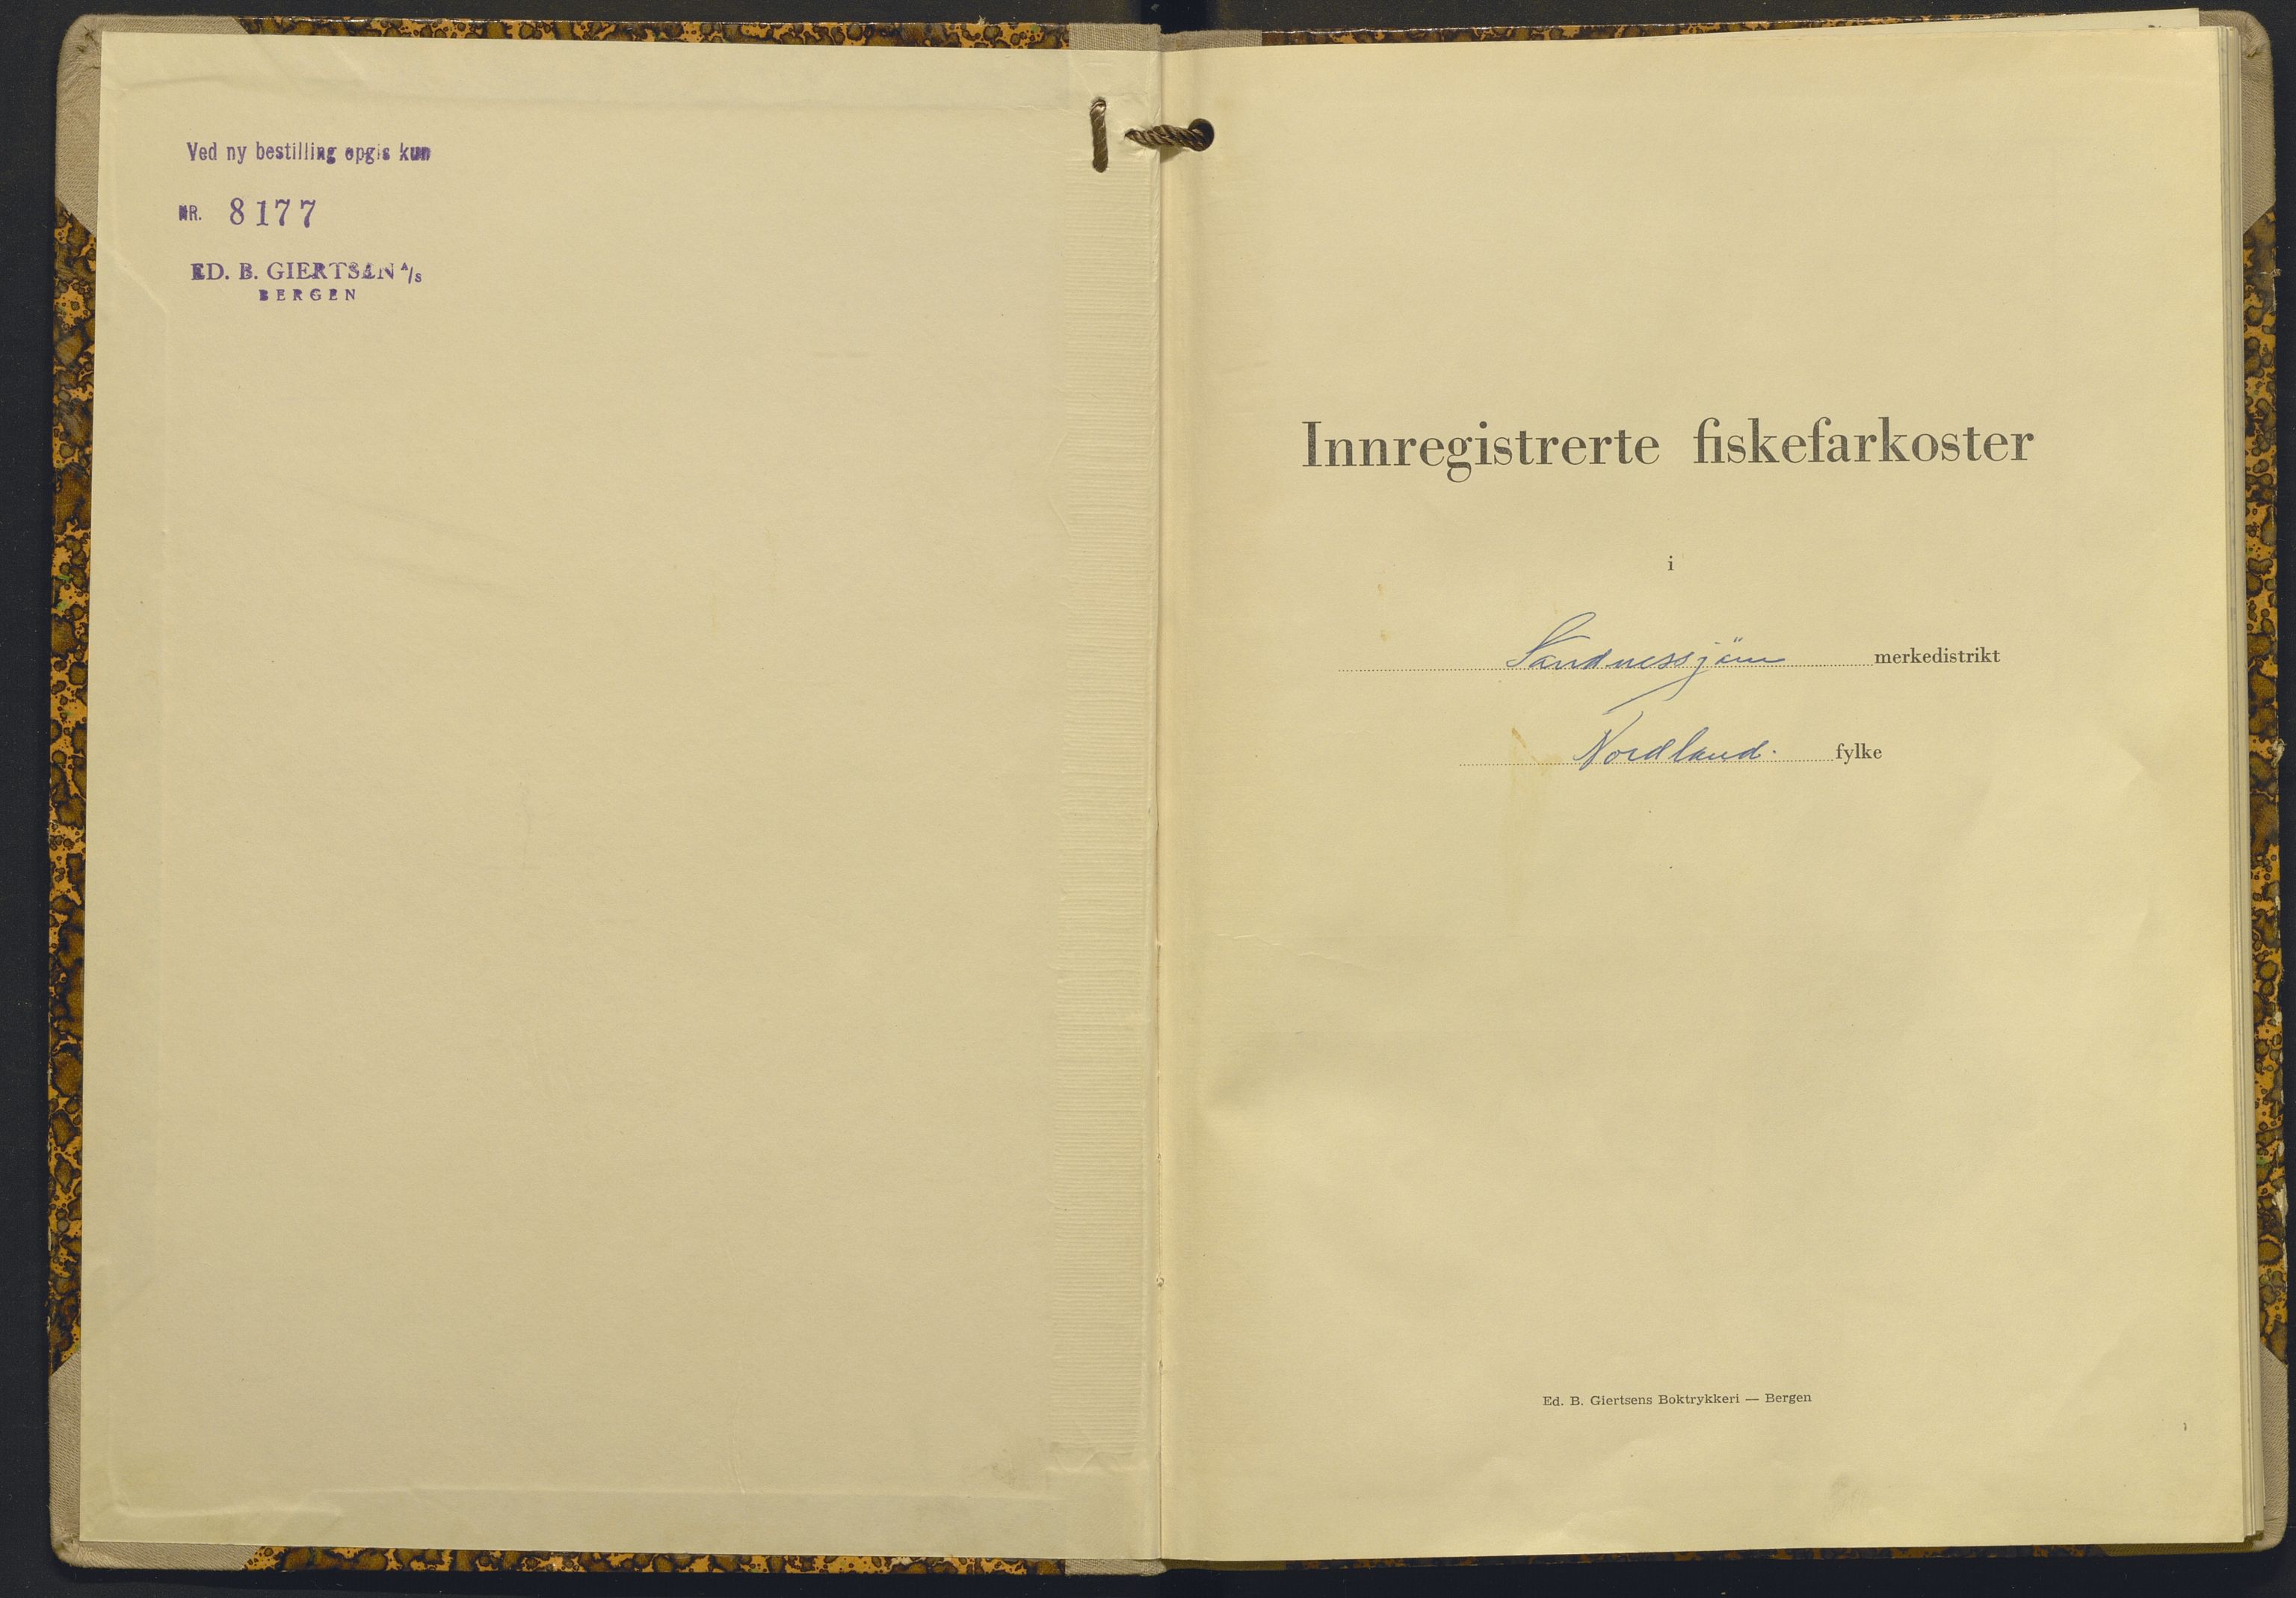 Ved ny bestilling opgis kun
NR. 8177
ED. B. GIERTSEN A/S
BERGEN
Innregistrerte fiskefarkoster
i
Sandnessjöen merkedistrikt
Nordland. fylke
Ed. B. Giertsens Boktrykkeri — Bergen